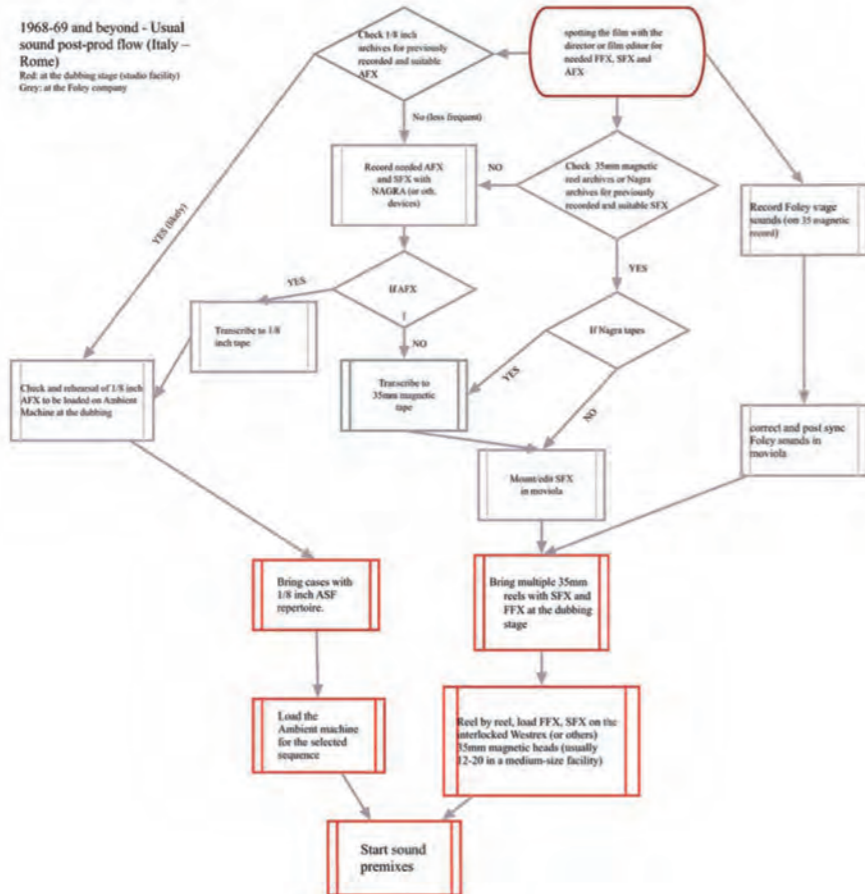 1968-69 and beyond - Usual
sound post-prod flow (Italy –
Rome)
Red: at the dubbing stage (studio facility)
Grey: at the Foley company
Check 1/8 inch
archives for previously
recorded and suitable
AFX
spotting the film with the
director or film editor for
needed FFX, SFX and
AFX
No (less frequent)
YES (likely)
Record needed AFX
and SFX with
NAGRA (or oth.
devices)
NO
Check 35mm magnetic
reel archives or Nagra
archives for previously
recorded and suitable SFX
Record Foley stage
sounds (on 35 magnetic
record)
YES
YES
If AFX
Transcribe to 1/8
inch tape
If Nagra tapes
NO
YES
NO
Check and rehearsal of 1/8 inch
AFX to be loaded on Ambient
Machine at the dubbing
Transcribe to
35mm magnetic
tape
correct and post sync
Foley sounds in
moviola
Mount/edit SFX
in moviola
Bring cases with
1/8 inch ASF
repertoire.
Bring multiple 35mm
reels with SFX and
FFX at the dubbing
stage
Load the
Ambient machine
for the selected
sequence
Reel by reel, load FFX, SFX on the
interlocked Westrex (or others)
35mm magnetic heads (usually
12-20 in a medium-size facility)
Start sound
premixes